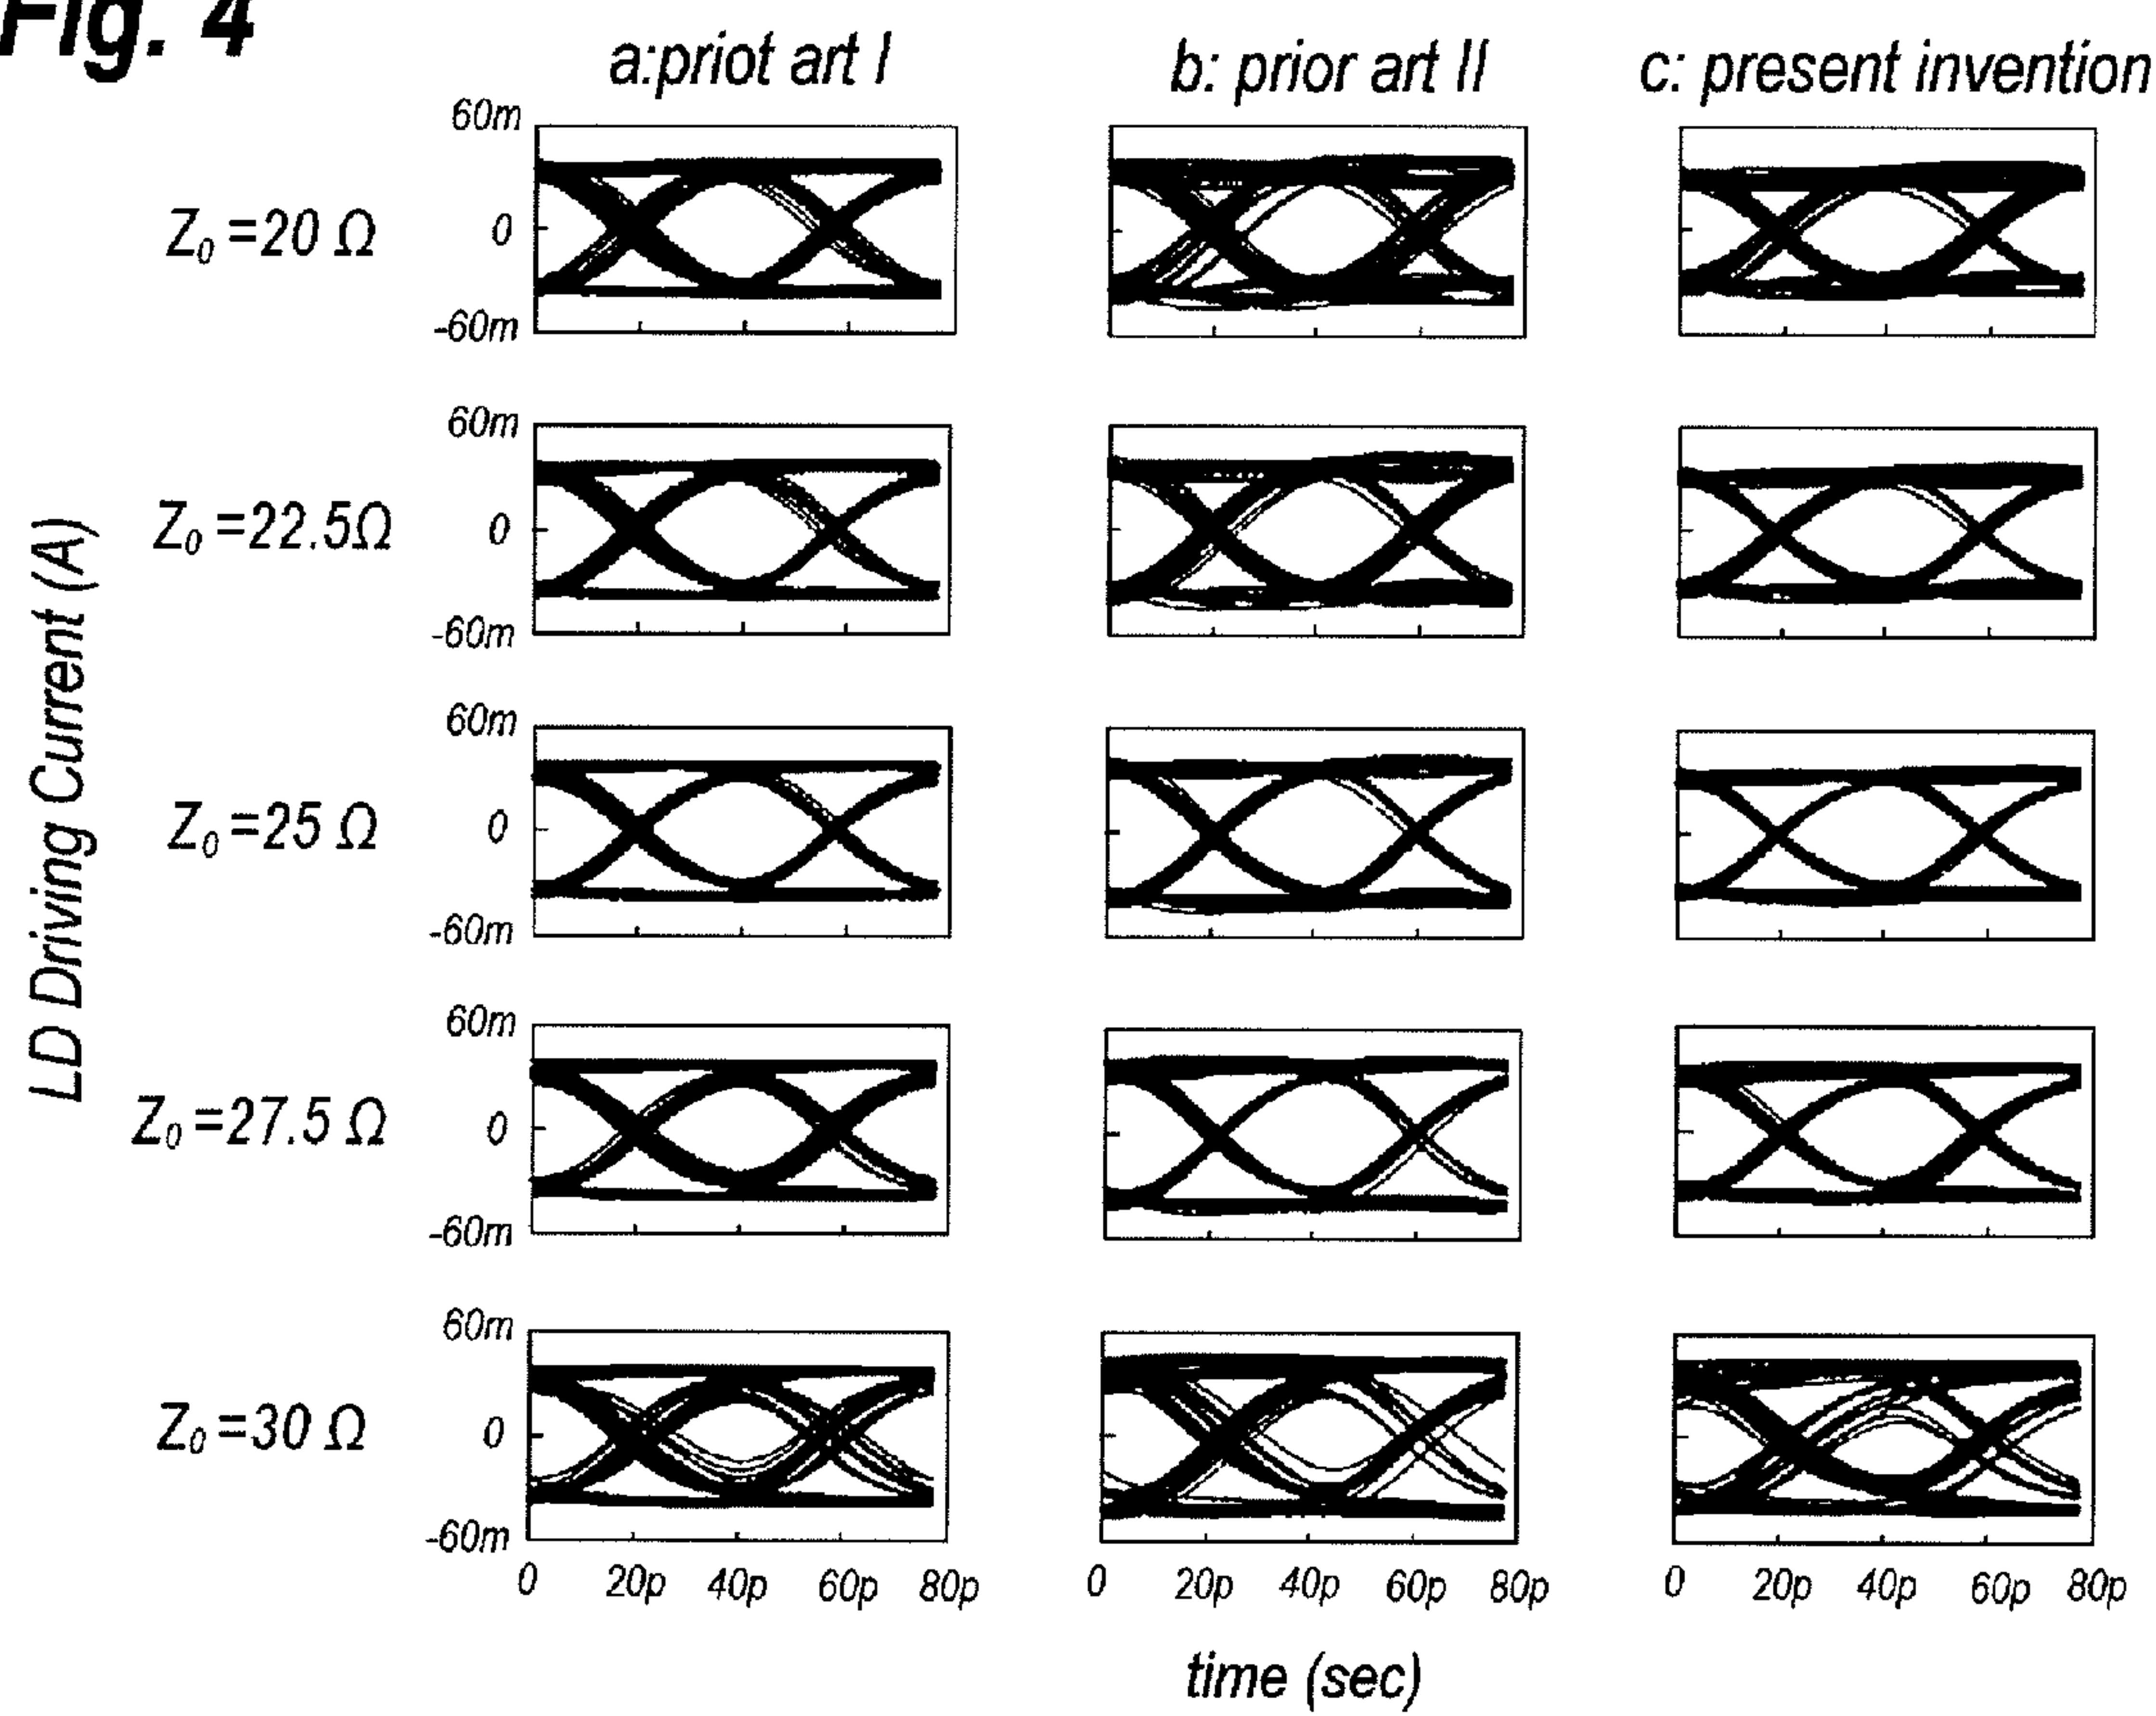 Fig. 4
a:priot art I
b: prior art II
c: present invention
LD Driving Current (A)
Z0 =20 Ω
60m
0
-60m
Z0 =22.5Ω
60m
0
-60m
Z0 =25 Ω
60m
0
-60m
Z0 =27.5 Ω
60m
0
-60m
Z0 =30 Ω
60m
0
-60m
0 20p 40p 60p 80p
0 20p 40p 60p 80p
0 20p 40p 60p 80p
time (sec)